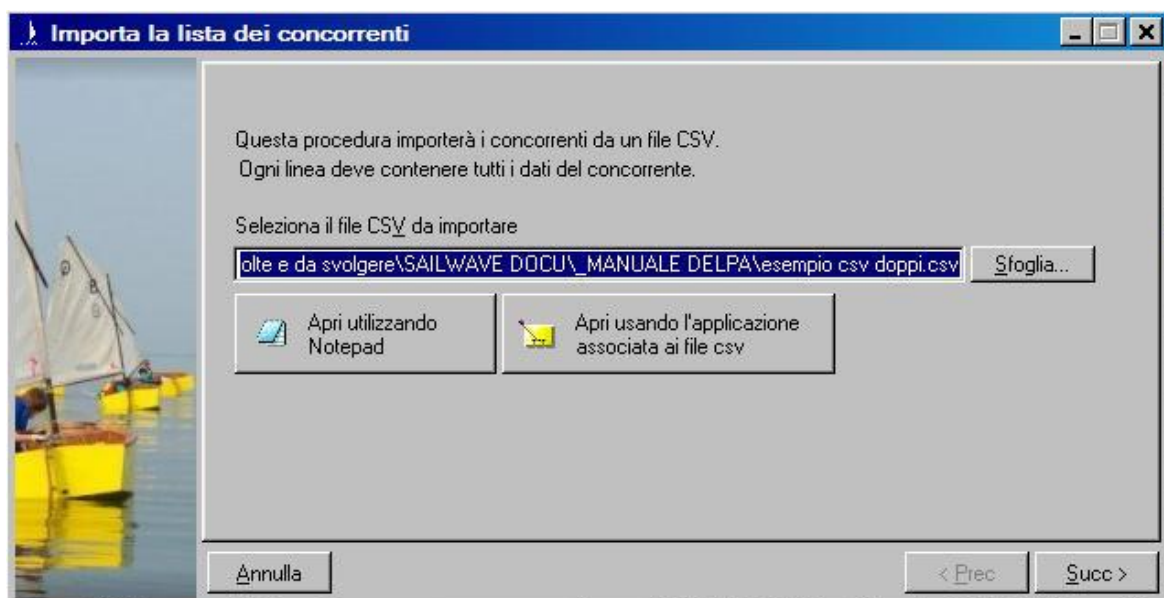 Importa la lista dei concorrenti
Questa procedura importerà i concorrenti da un file CSV.
Ogni linea deve contenere tutti i dati del concorrente.
Seleziona il file CSV da importare
olte e da svolgere\SAILWAVE DOCU\_MANUALE DELPA\esempio csv doppi.csv
Sfoglia...
Apri utilizzando
Notepad
Apri usando l'applicazione
associata ai file csv
Annulla
< Prec
Succ >